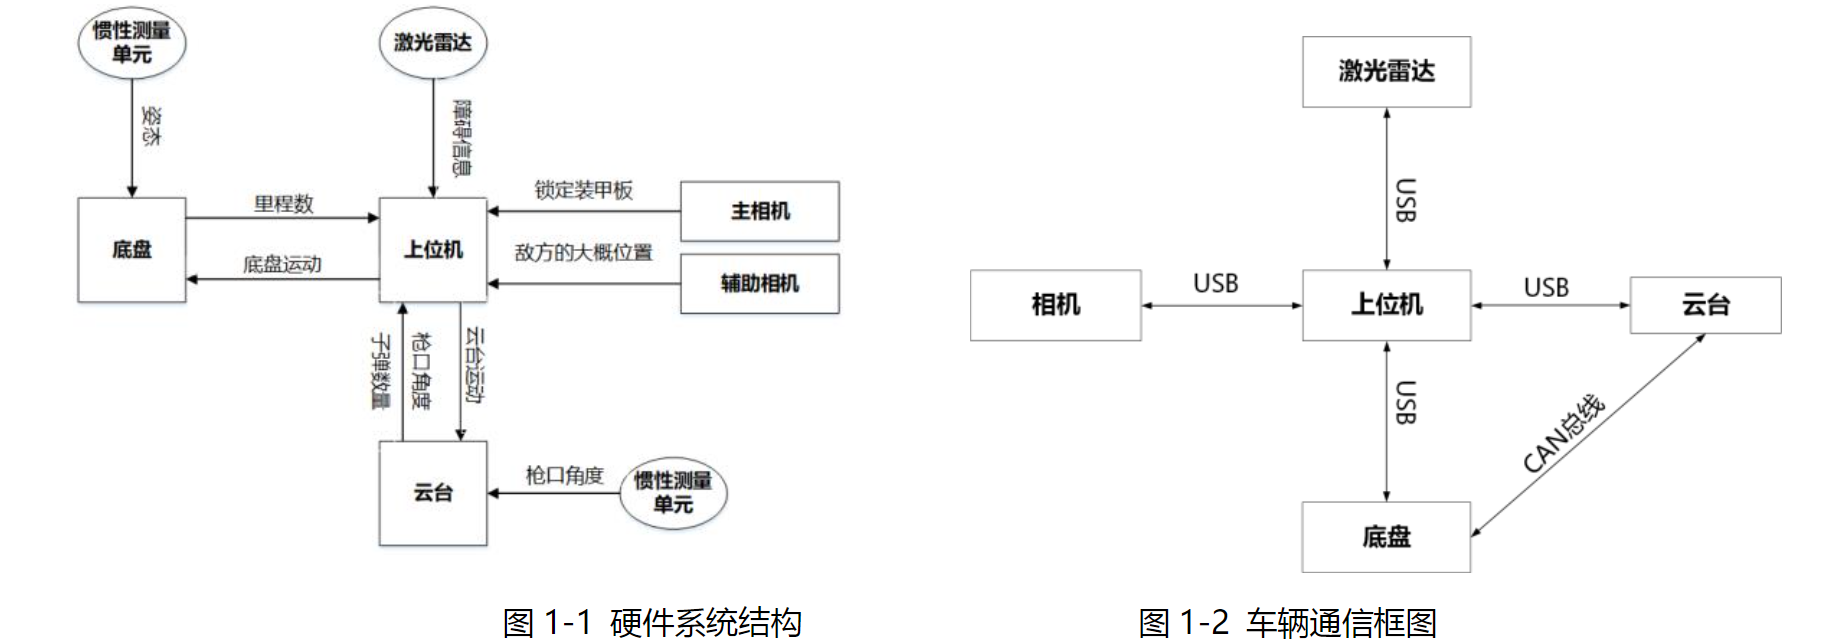 惯性测量
单元
激光雷达
姿态
障碍信息
底盘
里程数
底盘运动
上位机
锁定装甲板
主相机
敌方的大概位置
辅助相机
子弹数量
枪口角度
云台运动
云台
枪口角度
惯性测量
单元
图 1-1 硬件系统结构
激光雷达
USB
相机
USB
上位机
USB
云台
USB
CAN总线
底盘
图 1-2 车辆通信框图